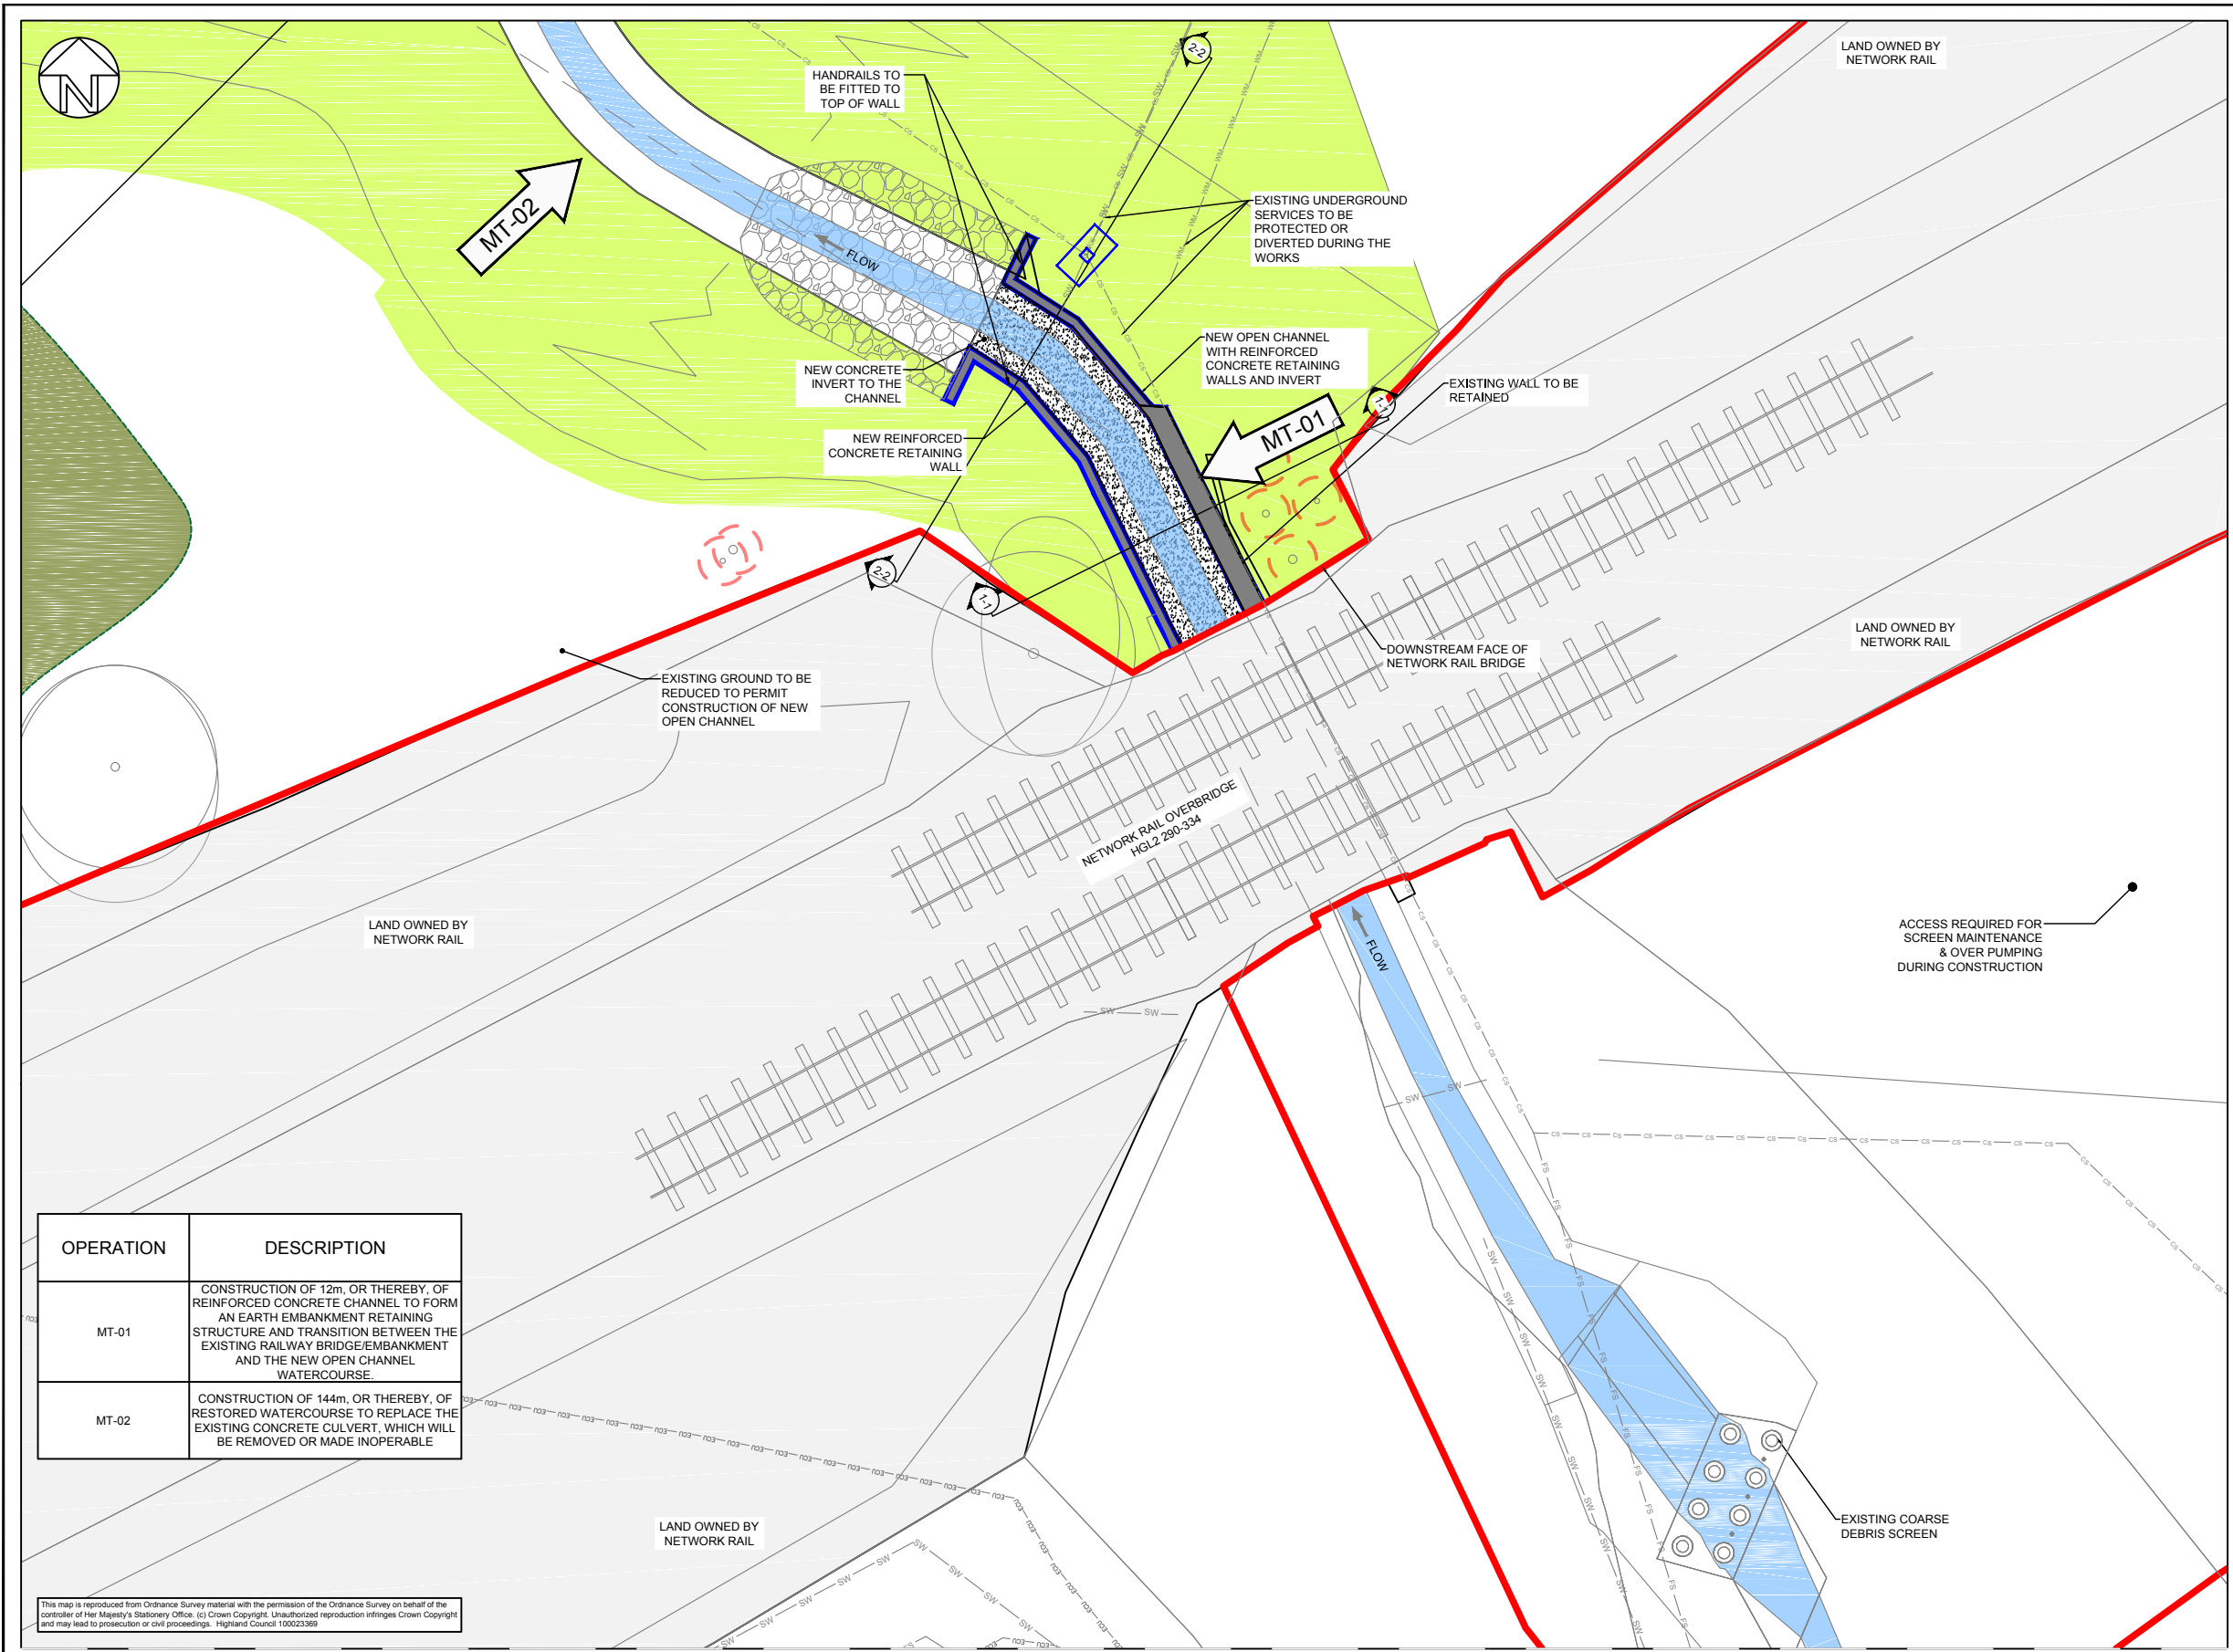 N
LAND OWNED BY
NETWORK RAIL
HANDRAILS TO
BE FITTED TO
TOP OF WALL
2-2
MT-02
EXISTING UNDERGROUND
SERVICES TO BE
PROTECTED OR
DIVERTED DURING THE
WORKS
FLOW
NEW OPEN CHANNEL
WITH REINFORCED
CONCRETE RETAINING
WALLS AND INVERT
NEW CONCRETE
INVERT TO THE
CHANNEL
EXISTING WALL TO BE
RETAINED
1-1
MT-01
NEW REINFORCED
CONCRETE RETAINING
WALL
2-2
1-1
LAND OWNED BY
NETWORK RAIL
DOWNSTREAM FACE OF
NETWORK RAIL BRIDGE
EXISTING GROUND TO BE
REDUCED TO PERMIT
CONSTRUCTION OF NEW
OPEN CHANNEL
NETWORK RAIL OVERBRIDGE
HGL2 290-334
LAND OWNED BY
NETWORK RAIL
FLOW
ACCESS REQUIRED FOR
SCREEN MAINTENANCE
& OVER PUMPING
DURING CONSTRUCTION
OPERATION
DESCRIPTION
MT-01
CONSTRUCTION OF 12m, OR THEREBY, OF
REINFORCED CONCRETE CHANNEL TO FORM
AN EARTH EMBANKMENT RETAINING
STRUCTURE AND TRANSITION BETWEEN THE
EXISTING RAILWAY BRIDGE/EMBANKMENT
AND THE NEW OPEN CHANNEL
WATERCOURSE.
MT-02
CONSTRUCTION OF 144m, OR THEREBY, OF
RESTORED WATERCOURSE TO REPLACE THE
EXISTING CONCRETE CULVERT, WHICH WILL
BE REMOVED OR MADE INOPERABLE
LAND OWNED BY
NETWORK RAIL
EXISTING COARSE
DEBRIS SCREEN
This map is reproduced from Ordnance Survey material with the permission of the Ordnance Survey on behalf of the
controller of Her Majesty's Stationery Office. (c) Crown Copyright. Unauthorized reproduction infringes Crown Copyright
and may lead to prosecution or civil proceedings. Highland Council 100023369